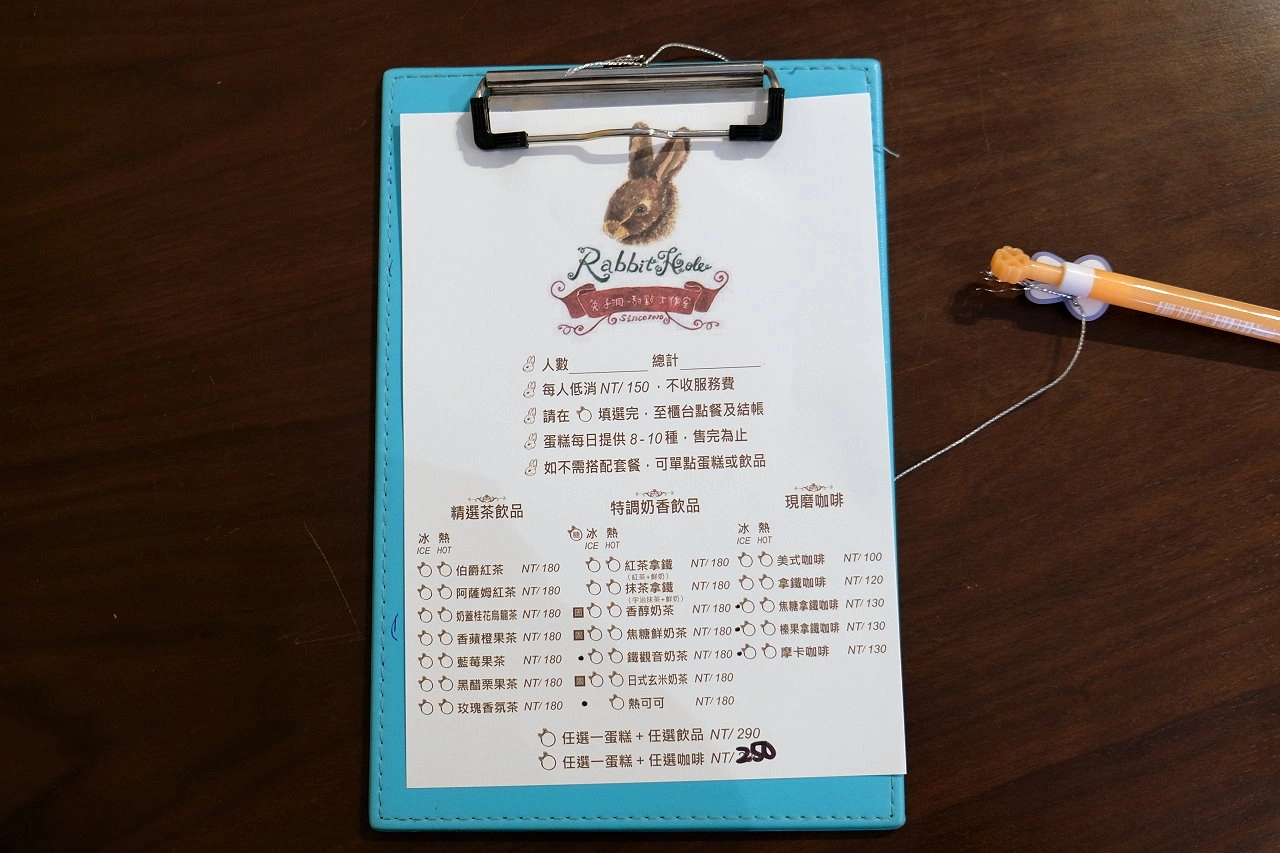 Rabbit Hole
兔子洞·甜點工作室
Since2010
人數 總計
每人低消 NT/ 150，不收服務費
請在 填選完，至櫃台點餐及結帳
蛋糕每日提供 8-10 種，售完為止
如不需搭配套餐，可單點蛋糕或飲品
精選茶飲品
冰 熱
ICE HOT
伯爵紅茶 NT/ 180
阿薩姆紅茶 NT/ 180
奶蓋桂花烏龍茶 NT/ 180
香蘋橙果茶 NT/ 180
藍莓果茶 NT/ 180
黑醋栗果茶 NT/ 180
玫瑰香氛茶 NT/ 180
特調奶香飲品
冰 熱
ICE HOT
紅茶拿鐵 NT/ 180
（紅茶+鮮奶）
抹茶拿鐵 NT/ 180
（宇治抹茶+鮮奶）
香醇奶茶 NT/ 180
焦糖鮮奶茶 NT/ 180
鐵觀音奶茶 NT/ 180
日式玄米奶茶 NT/ 180
熱可可 NT/ 180
現磨咖啡
冰 熱
ICE HOT
美式咖啡 NT/ 100
拿鐵咖啡 NT/ 120
焦糖拿鐵咖啡 NT/ 130
榛果拿鐵咖啡 NT/ 130
摩卡咖啡 NT/ 130
任選一蛋糕 + 任選飲品 NT/ 290
任選一蛋糕 + 任選咖啡 NT/ 250